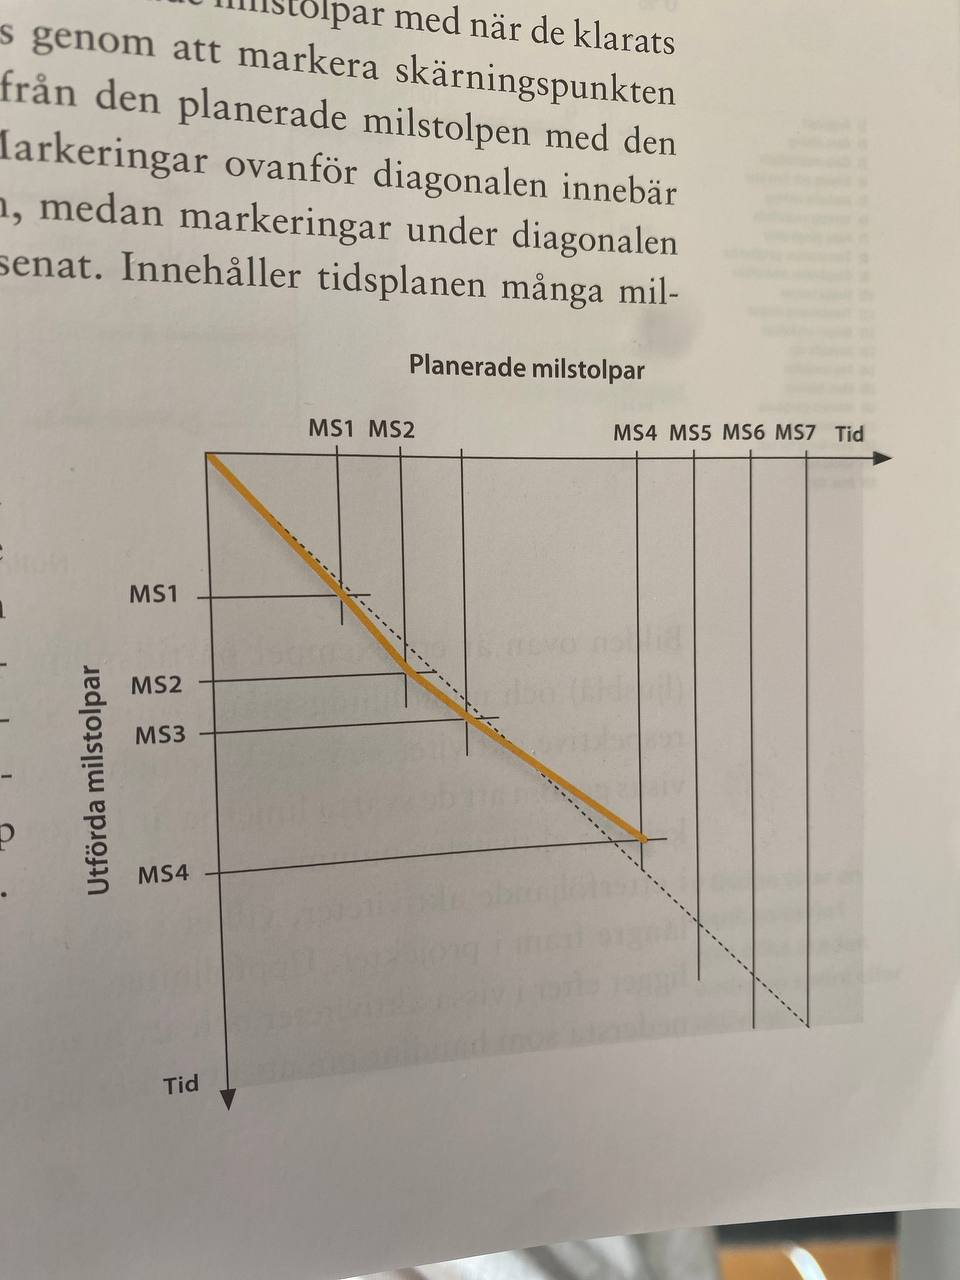 milstolpar med när de klarats
s genom att markera skärningspunkten
från den planerade milstolpen med den
Markeringar ovanför diagonalen innebär
medan markeringar under diagonalen
senat. Innehåller tidsplanen många mil-
Planerade milstolpar
MS1 MS2 MS4 MS5 MS6 MS7 Tid
MS1
MS2
MS3
MS4
Utförda milstolpar
Tid